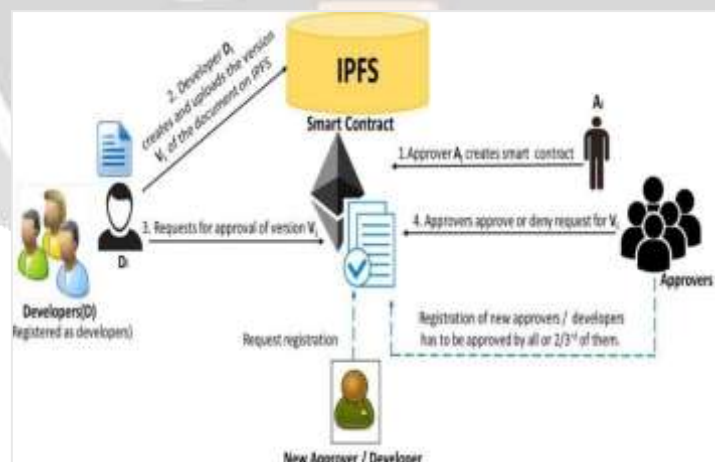 IPFS
Smart Contract
2. Developer Di
creates and uploads the version
Vi of the document on IPFS
Ai
1.Approver Ai creates smart contract
3. Requests for approval of version Vi
4. Approvers approve or deny request for Vi
Di
Approvers
Developers(D)
Registered as developers)
Registration of new approvers / developers
has to be approved by all or 2/3rd of them.
Request registration
New Approver / Developer